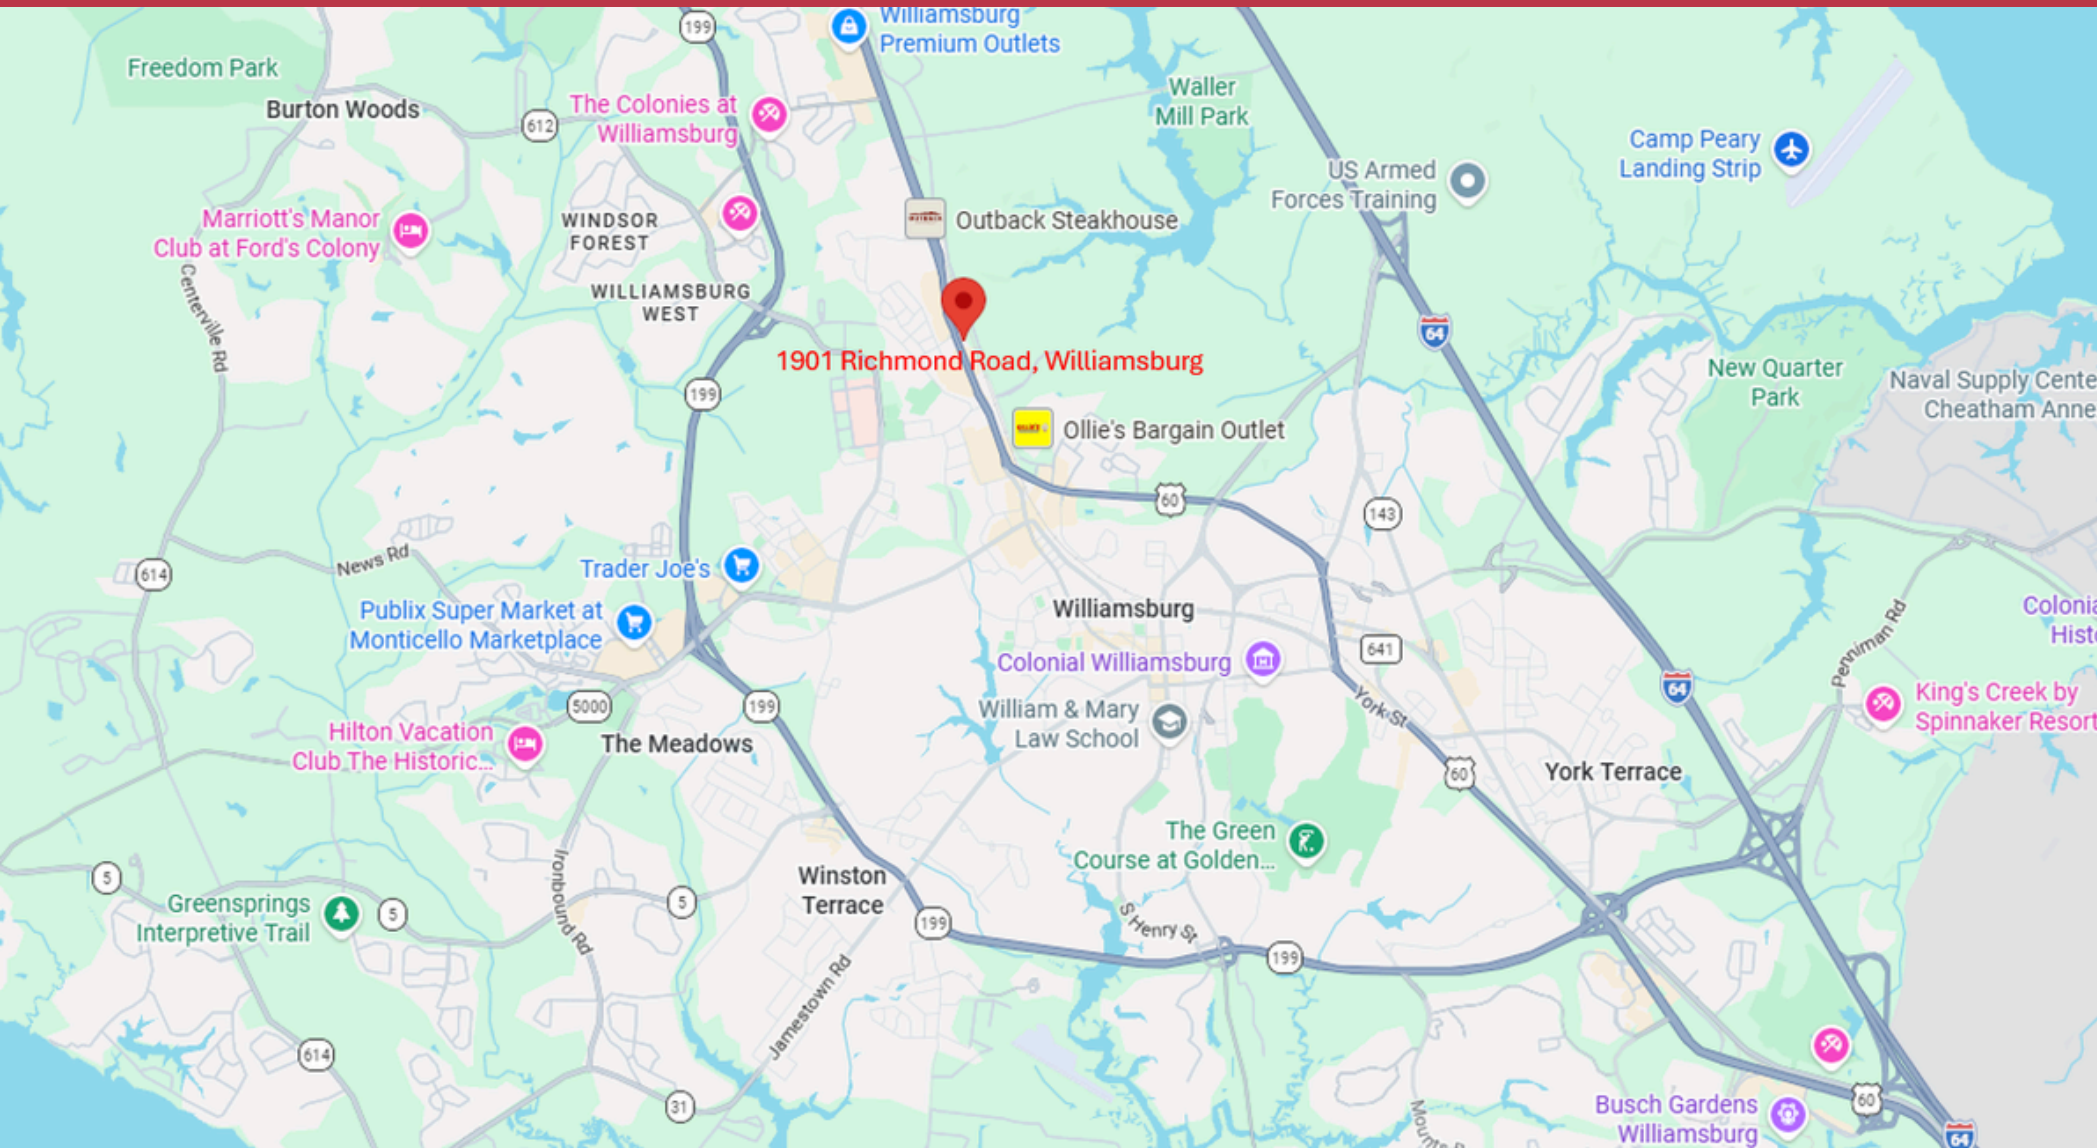 199
Williamsburg
Premium Outlets
Freedom Park
Burton Woods
612
The Colonies at
Williamsburg
Waller
Mill Park
Camp Peary
Landing Strip
US Armed
Forces Training
Marriott's Manor
Club at Ford's Colony
WINDSOR
FOREST
Outback Steakhouse
Centerville Rd
WILLIAMSBURG
WEST
64
1901 Richmond Road, Williamsburg
199
New Quarter
Park
Naval Supply Cente
Cheatham Anne
Ollie's Bargain Outlet
60
143
News Rd
614
Trader Joe's
Publix Super Market at
Monticello Marketplace
Williamsburg
Colonia
Histo
Penniman Rd
641
Colonial Williamsburg
64
5000
199
York St
King's Creek by
Spinnaker Resort
William & Mary
Law School
Hilton Vacation
Club The Historic...
The Meadows
60
York Terrace
The Green
Course at Golden...
5
Winston
Terrace
Ironbound Rd
5
5
Greensprings
Interpretive Trail
199
S Henry St
199
Jamestown Rd
614
31
Busch Gardens
Williamsburg
60
64